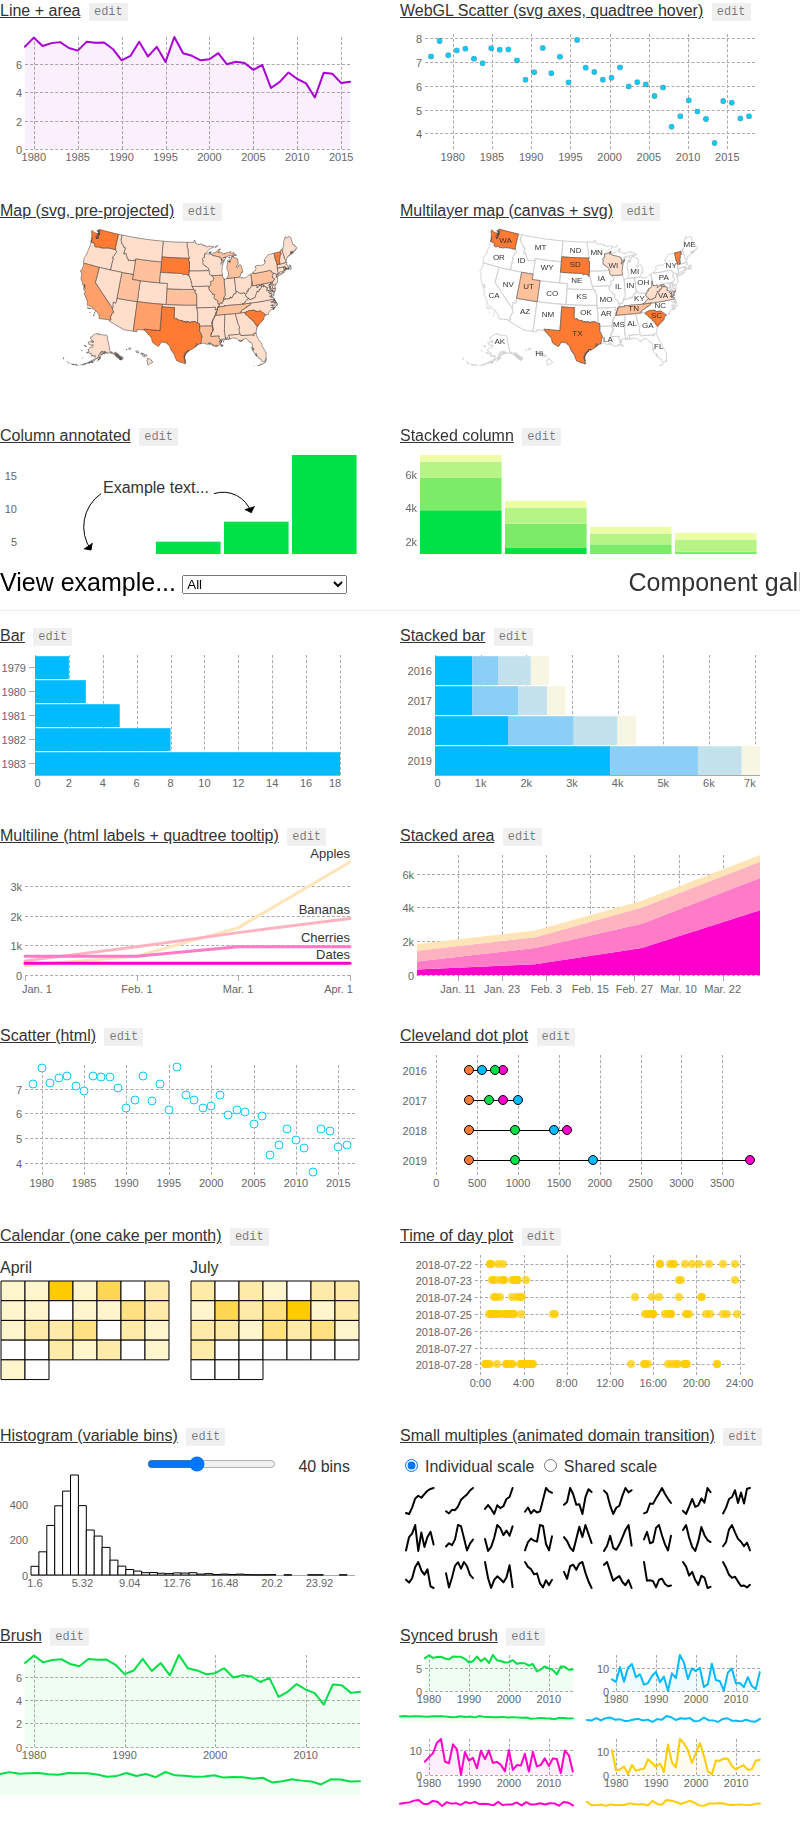 Line + area edit
6
4
2
0
1980 1985 1990 1995 2000 2005 2010 2015
WebGL Scatter (svg axes, quadtree hover) edit
8
7
6
5
4
1980 1985 1990 1995 2000 2005 2010 2015
Map (svg, pre-projected) edit
Multilayer map (canvas + svg) edit
WA MT ND MN ME
OR ID SD WI NY
WY MI
NV NE IA PA
CA UT CO IL IN OH
KS MO KY VA
AZ NM OK AR TN NC
SC
TX MS AL GA
LA
AK HI FL
Column annotated edit
15
10
5
Example text...
Stacked column edit
6k
4k
2k
View example... All
Component gall
Bar edit
1979
1980
1981
1982
1983
0 2 4 6 8 10 12 14 16 18
Stacked bar edit
2016
2017
2018
2019
0 1k 2k 3k 4k 5k 6k 7k
Multiline (html labels + quadtree tooltip) edit
Apples
3k
Bananas
2k
Cherries
1k
Dates
0
Jan. 1 Feb. 1 Mar. 1 Apr. 1
Stacked area edit
6k
4k
2k
0
Jan. 11 Jan. 23 Feb. 3 Feb. 15 Feb. 27 Mar. 10 Mar. 22
Scatter (html) edit
7
6
5
4
1980 1985 1990 1995 2000 2005 2010 2015
Cleveland dot plot edit
2016
2017
2018
2019
0 500 1000 1500 2000 2500 3000 3500
Calendar (one cake per month) edit
April July
Time of day plot edit
2018-07-22
2018-07-23
2018-07-24
2018-07-25
2018-07-26
2018-07-27
2018-07-28
0:00 4:00 8:00 12:00 16:00 20:00 24:00
Histogram (variable bins) edit
40 bins
400
200
0
1.6 5.32 9.04 12.76 16.48 20.2 23.92
Small multiples (animated domain transition) edit
Individual scale Shared scale
Brush edit
6
4
2
0
1980 1990 2000 2010
Synced brush edit
5
0
1980 1990 2000 2010
10
0
1980 1990 2000 2010
10
0
1980 1990 2000 2010
10
0
1980 1990 2000 2010